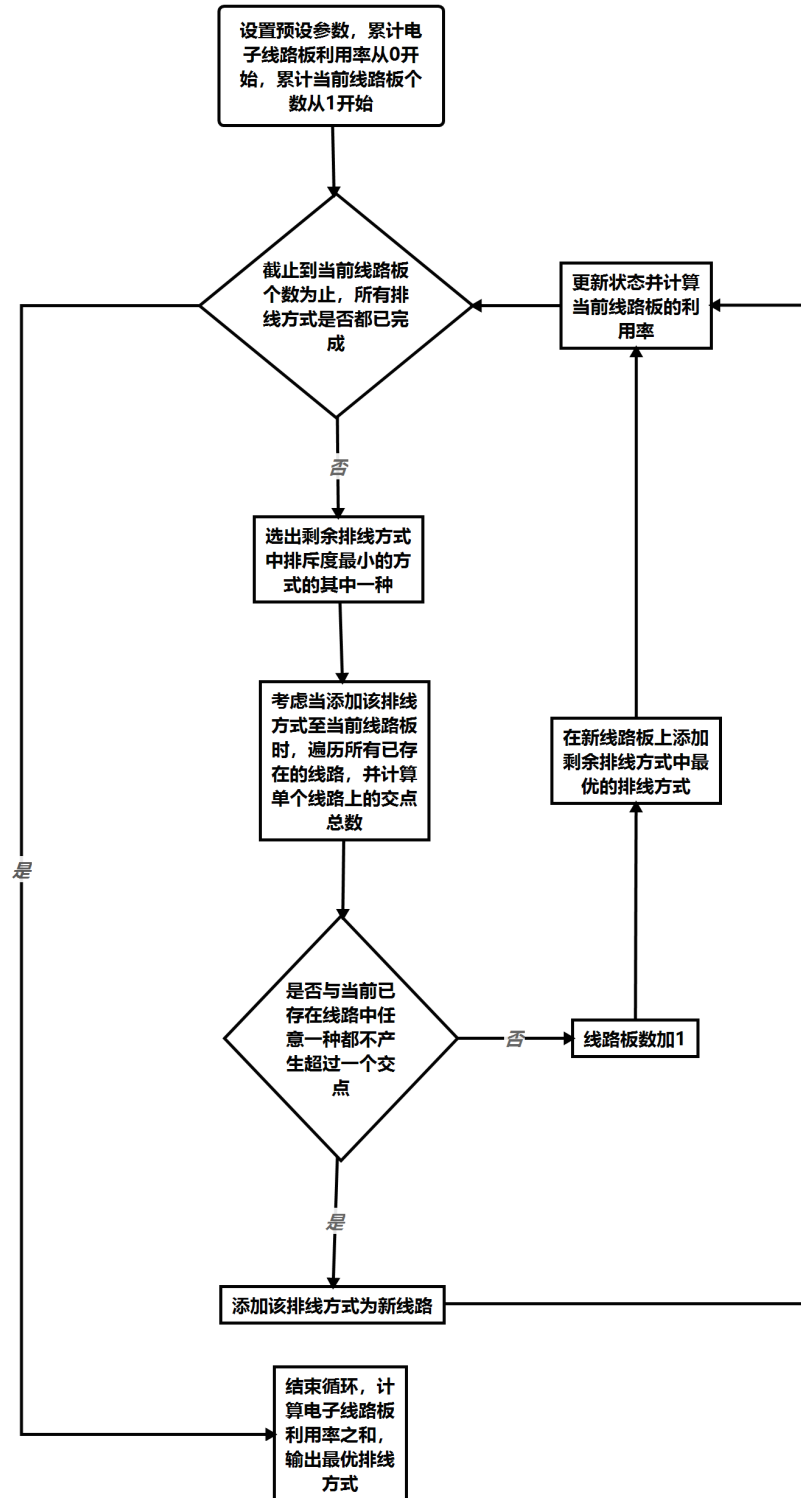 设置预设参数，累计电
子线路板利用率从0开
始，累计当前线路板个
数从1开始
截止到当前线路板
个数为止，所有排
线方式是否都已完
成
更新状态并计算
当前线路板的利
用率
否
选出剩余排线方式
中排斥度最小的方
式的其中一种
考虑当添加该排线
方式至当前线路板
时，遍历所有已存
在的线路，并计算
单个线路上的交点
总数
在新线路板上添加
剩余排线方式中最
优的排线方式
是
是否与当前已
存在线路中任
意一种都不产
生超过一个交
点
否
线路板数加1
是
添加该排线方式为新线路
结束循环，计
算电子线路板
利用率之和，
输出最优排线
方式